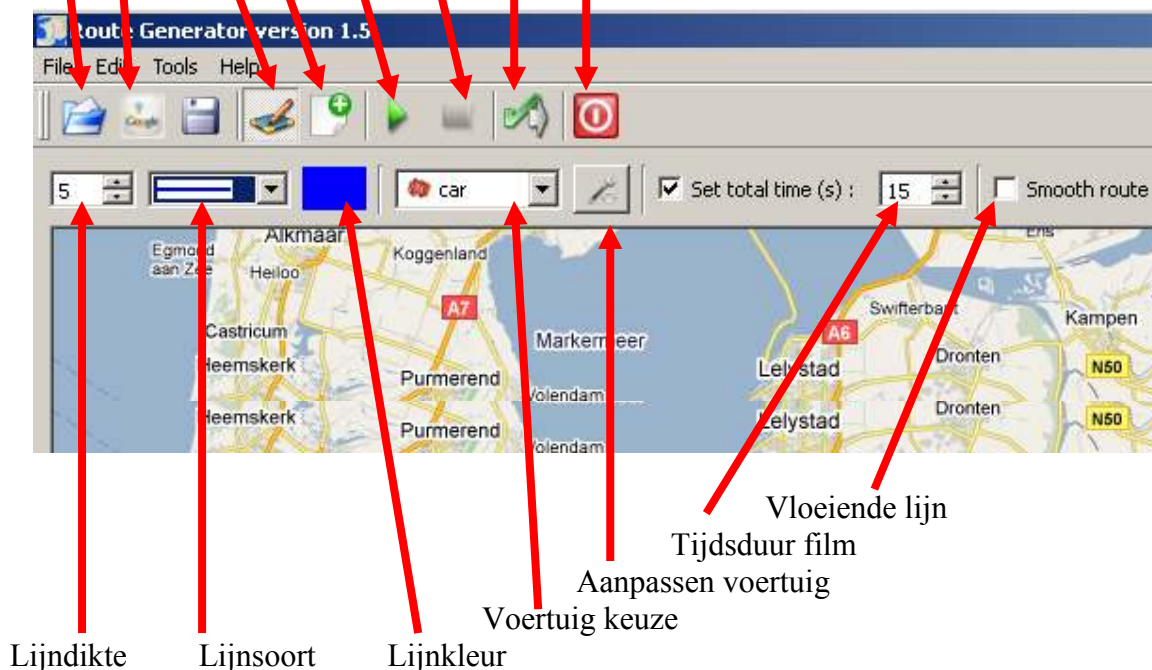 Route Generator version 1.5
File Edit Tools Help
Google
5 car Set total time (s) : 15 Smooth route
Alkmaar Ens
Egmond Koggenland
aan Zee Heiloo
A7 Swifterbant Kampen
Castricum Markermeer A6
Heemskerk Lelystad Dronten N50
Purmerend
Volendam
Heemskerk Lelystad Dronten N50
Purmerend
Volendam
Vloeiende lijn
Tijdsduur film
Aanpassen voertuig
Voertuig keuze
Lijndikte Lijnsoort Lijnkleur